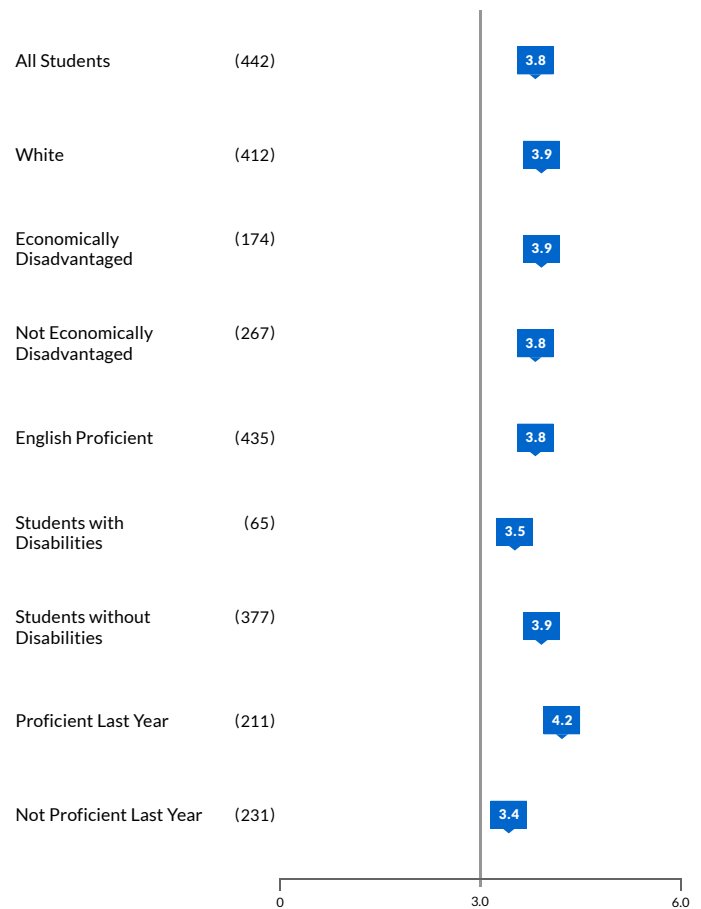 All Students (442) 3.8
White (412) 3.9
Economically (174) 3.9
Disadvantaged
Not Economically (267) 3.8
Disadvantaged
English Proficient (435) 3.8
Students with (65) 3.5
Disabilities
Students without (377) 3.9
Disabilities
Proficient Last Year (211) 4.2
Not Proficient Last Year (231) 3.4
0 3.0 6.0